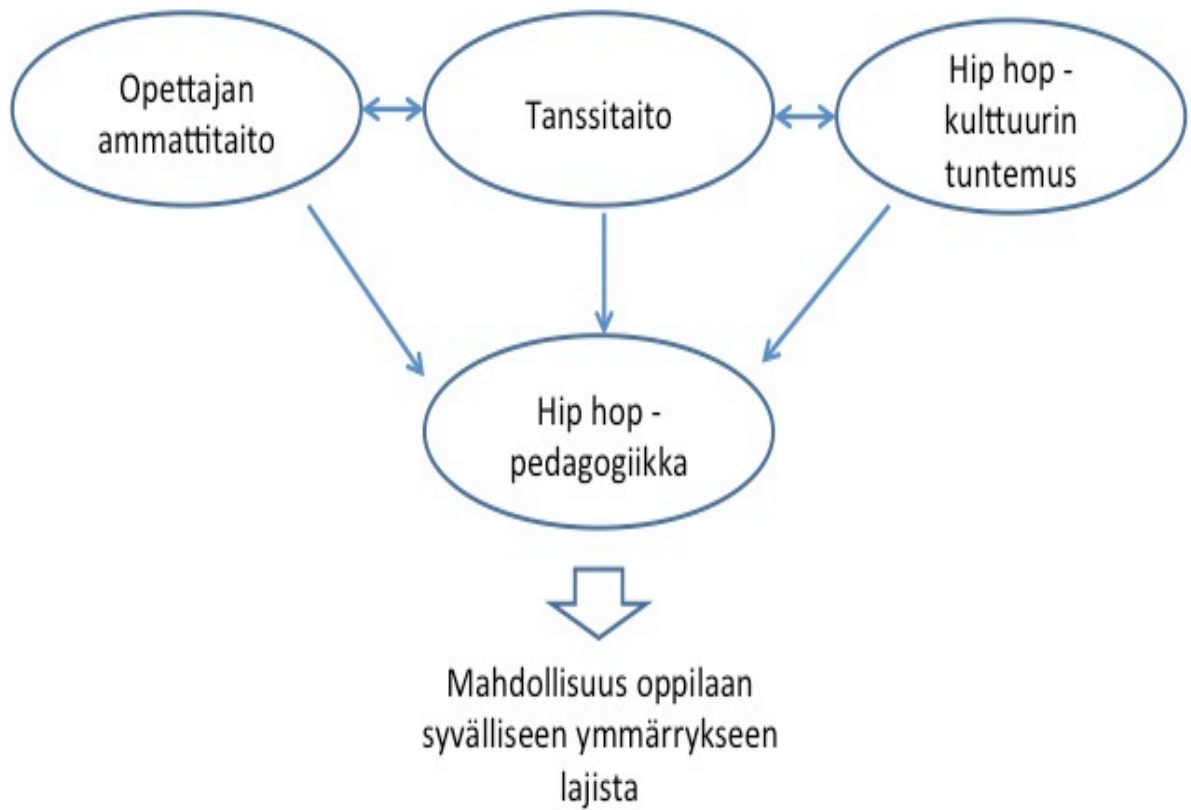 Opettajan
ammattitaito
Tanssitaito
Hip hop -
kulttuurin
tuntemus
Hip hop -
pedagogiikka
Mahdollisuus oppilaan
syvälliseen ymmärrykseen
lajista